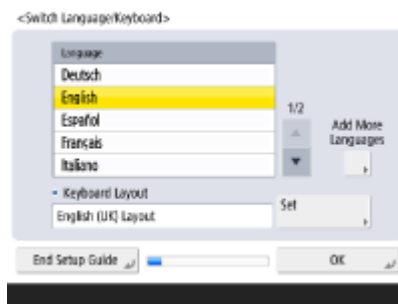 <Switch Language/Keyboard>
Language
Deutsch
English
Español
Français
Italiano
1/2
Add More
Languages
Keyboard Layout
English (UK) Layout
Set
End Setup Guide
OK